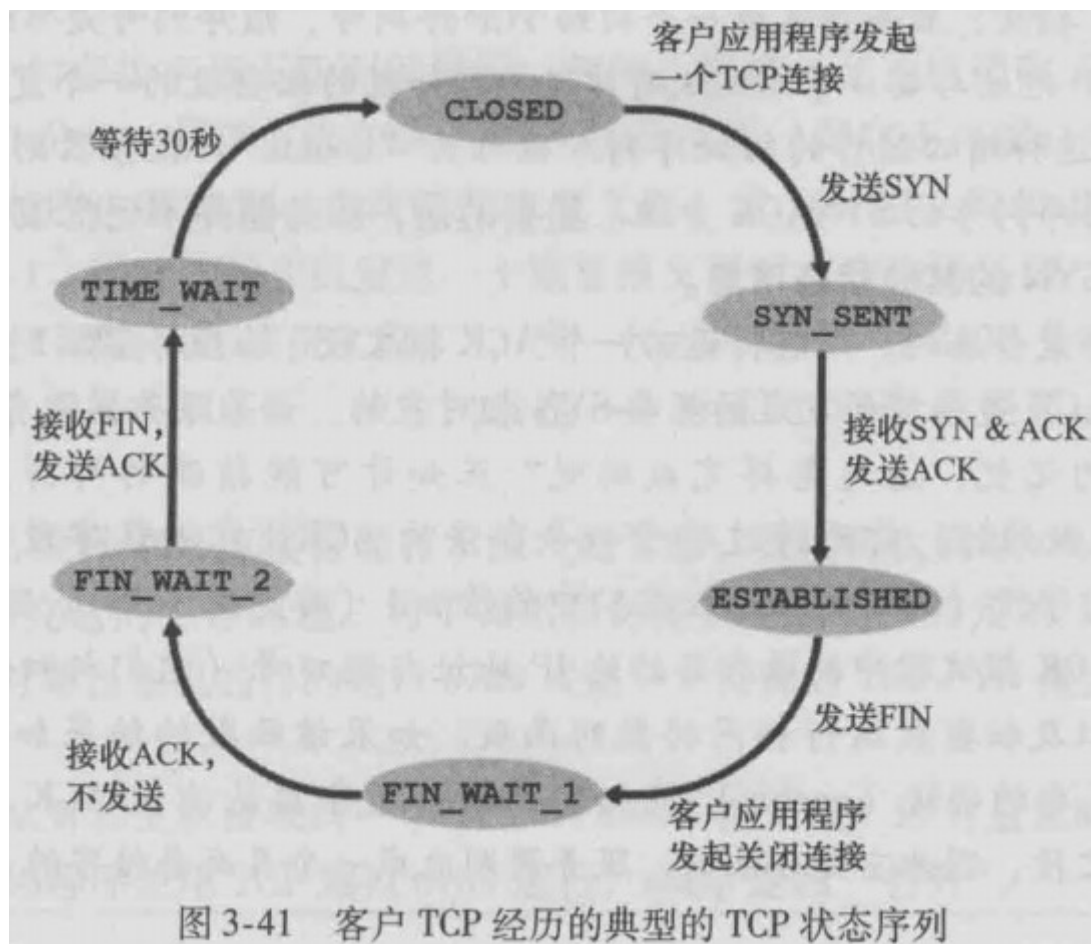 客户应用程序发起
一个TCP连接
CLOSED
等待30秒
发送SYN
TIME_WAIT
SYN_SENT
接收FIN,
发送ACK
接收SYN & ACK
发送ACK
FIN_WAIT_2
ESTABLISHED
发送FIN
接收ACK,
不发送
FIN_WAIT_1
客户应用程序
发起关闭连接
图 3-41 客户 TCP 经历的典型的 TCP 状态序列